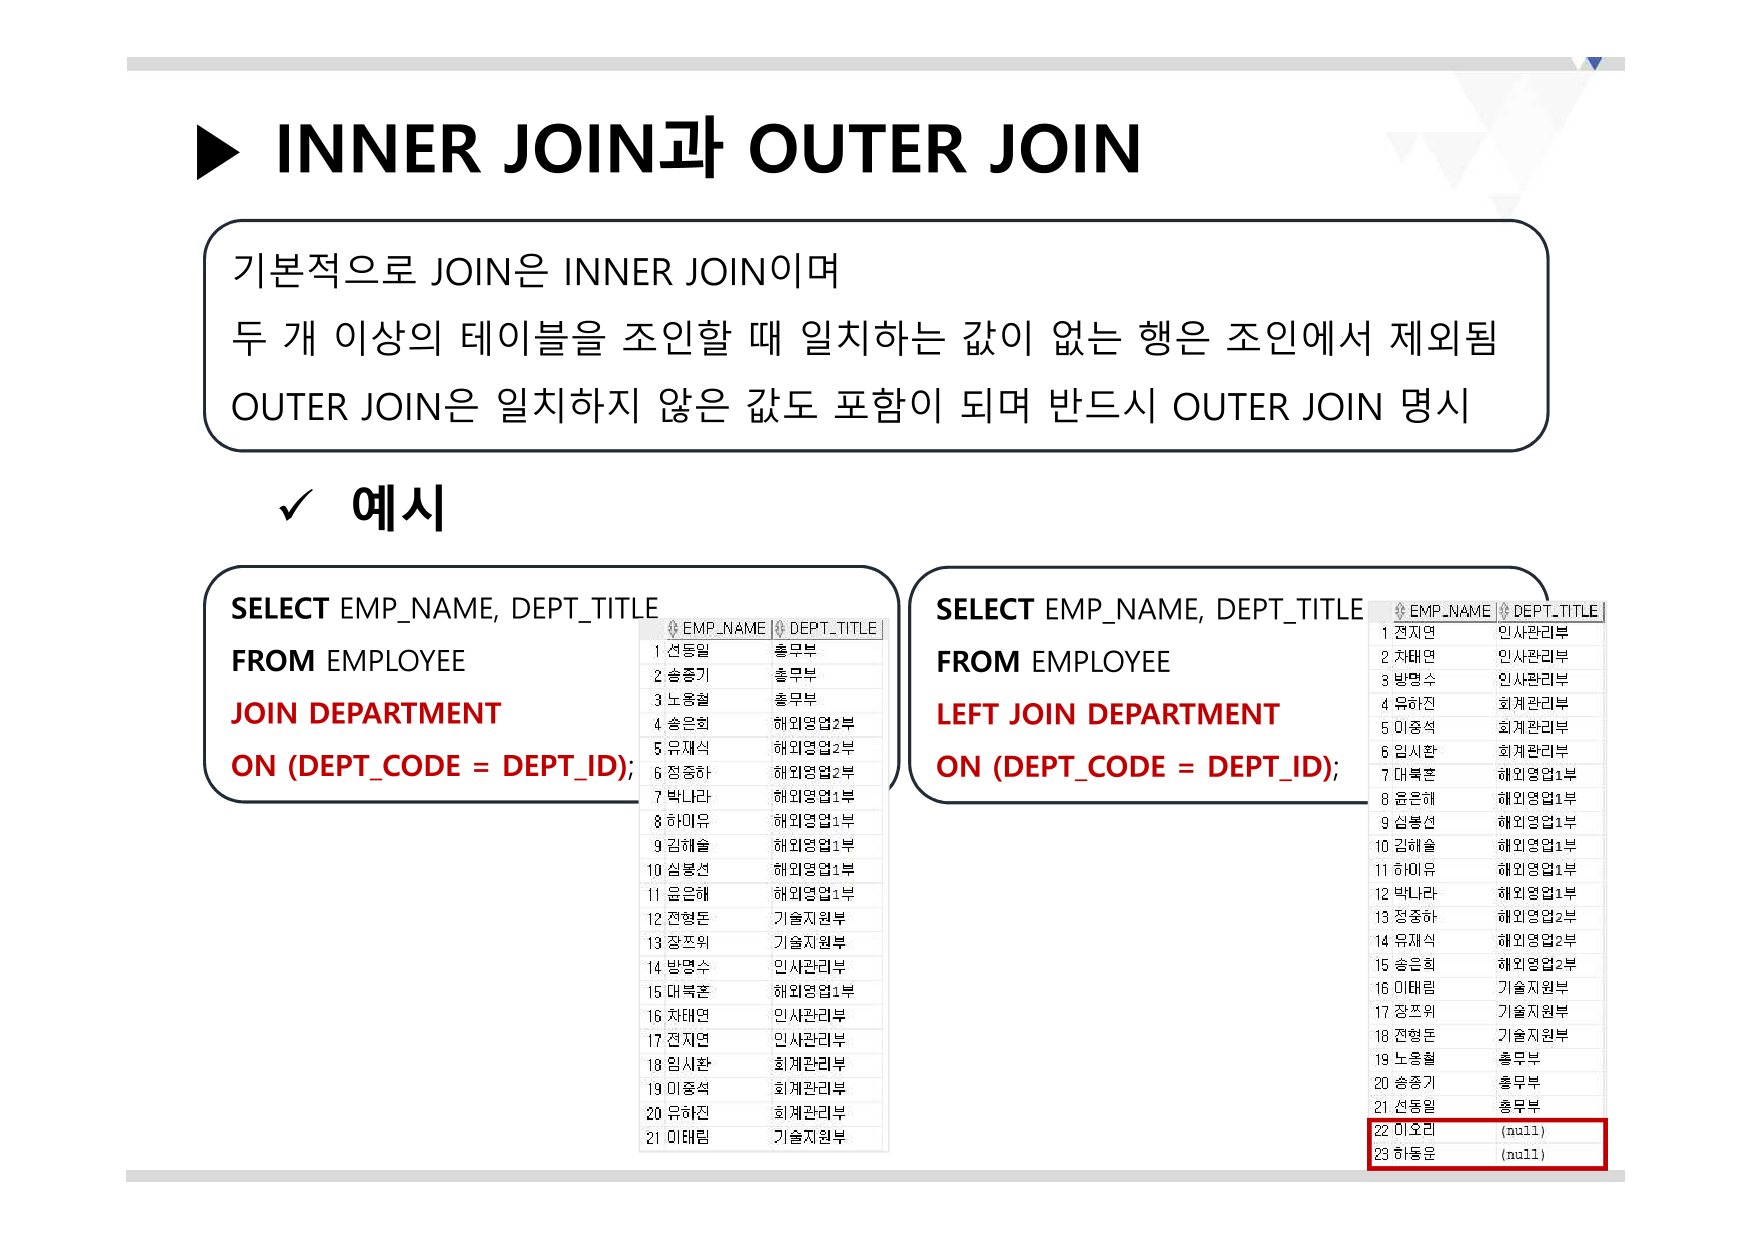 ▶ INNER JOIN과 OUTER JOIN
기본적으로 JOIN은 INNER JOIN이며
두 개 이상의 테이블을 조인할 때 일치하는 값이 없는 행은 조인에서 제외됨
OUTER JOIN은 일치하지 않은 값도 포함이 되며 반드시 OUTER JOIN 명시
✓ 예시
SELECT EMP_NAME, DEPT_TITLE
FROM EMPLOYEE
JOIN DEPARTMENT
ON (DEPT_CODE = DEPT_ID);
EMP_NAME DEPT_TITLE
1 선동일 총무부
2 송종기 총무부
3 노옹철 총무부
4 송은희 해외영업2부
5 유재식 해외영업2부
6 정중하 해외영업2부
7 박나라 해외영업1부
8 하이유 해외영업1부
9 김해술 해외영업1부
10 심봉선 해외영업1부
11 윤은해 해외영업1부
12 전형돈 기술지원부
13 장쯔위 기술지원부
14 방명수 인사관리부
15 대북혼 해외영업1부
16 차태연 인사관리부
17 전지연 인사관리부
18 임시환 회계관리부
19 이중석 회계관리부
20 유하진 회계관리부
21 이태림 기술지원부
SELECT EMP_NAME, DEPT_TITLE
FROM EMPLOYEE
LEFT JOIN DEPARTMENT
ON (DEPT_CODE = DEPT_ID);
EMP_NAME DEPT_TITLE
1 전지연 인사관리부
2 차태연 인사관리부
3 방명수 인사관리부
4 유하진 회계관리부
5 이중석 회계관리부
6 임시환 회계관리부
7 대북혼 해외영업1부
8 윤은해 해외영업1부
9 심봉선 해외영업1부
10 김해술 해외영업1부
11 하이유 해외영업1부
12 박나라 해외영업1부
13 정중하 해외영업2부
14 유재식 해외영업2부
15 송은희 해외영업2부
16 이태림 기술지원부
17 장쯔위 기술지원부
18 전형돈 기술지원부
19 노옹철 총무부
20 송종기 총무부
21 선동일 총무부
22 이오리 (null)
23 하동운 (null)